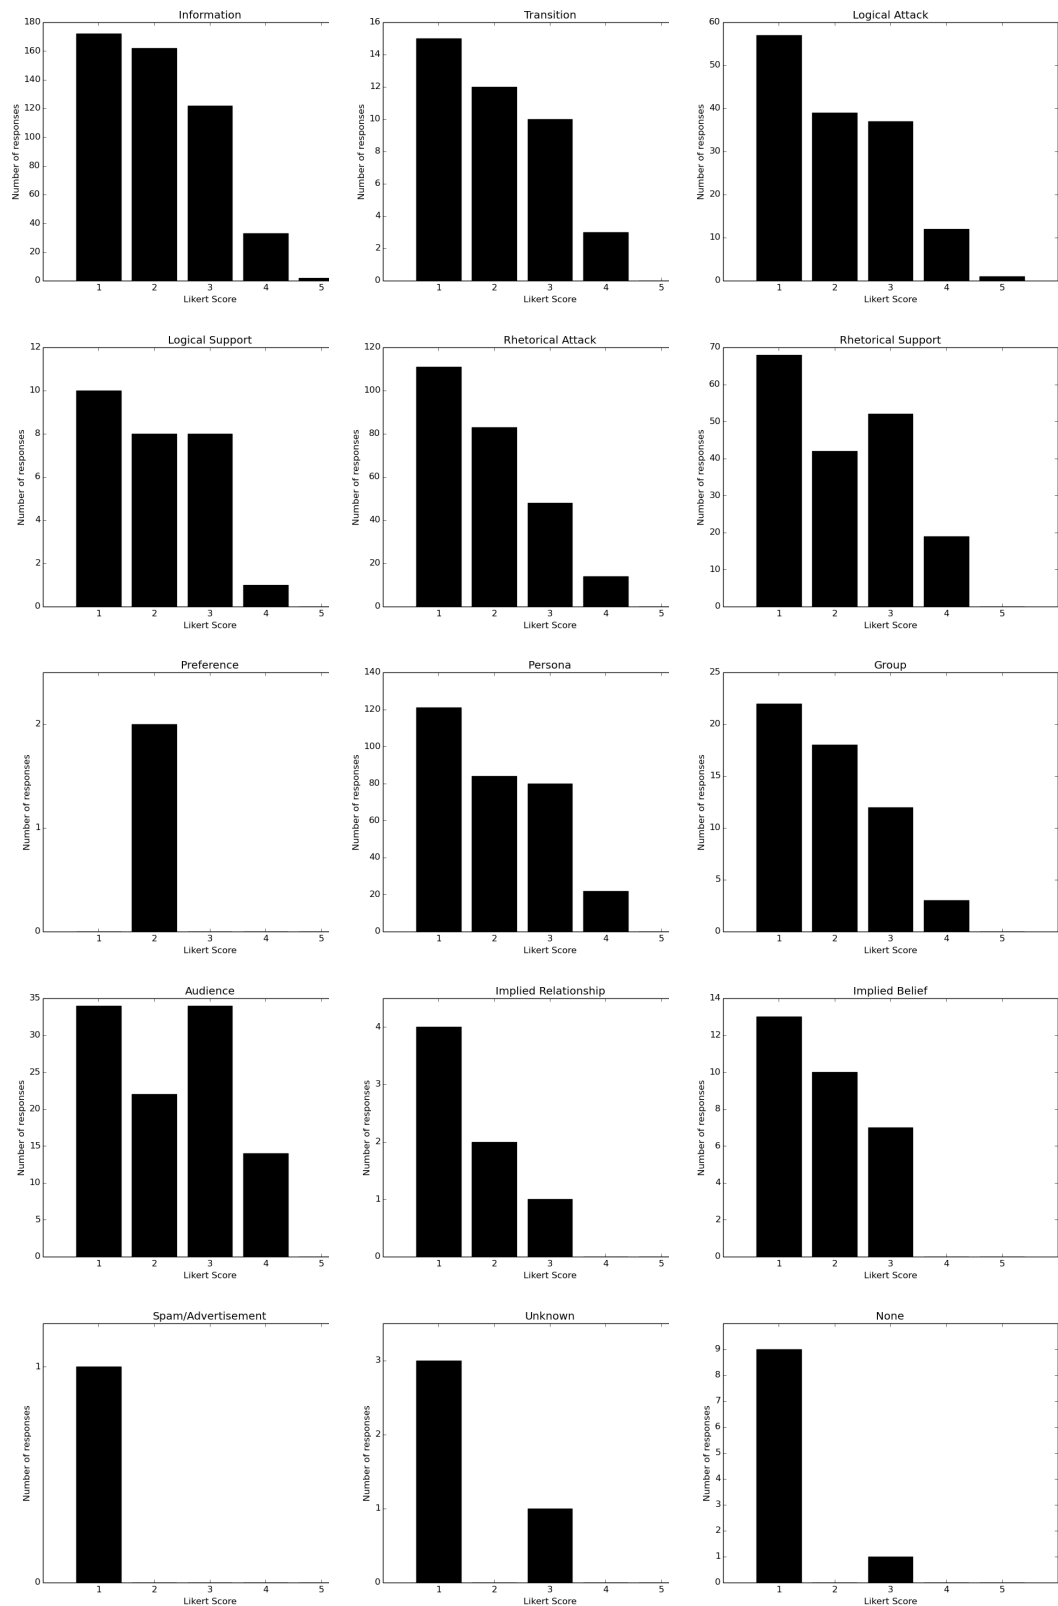 Information
180
160
140
120
100
80
60
40
20
0
Number of responses
1 2 3 4 5
Likert Score
Transition
16
14
12
10
8
6
4
2
0
Number of responses
1 2 3 4 5
Likert Score
Logical Attack
60
50
40
30
20
10
0
Number of responses
1 2 3 4 5
Likert Score
Logical Support
12
10
8
6
4
2
0
Number of responses
1 2 3 4 5
Likert Score
Rhetorical Attack
120
100
80
60
40
20
0
Number of responses
1 2 3 4 5
Likert Score
Rhetorical Support
70
60
50
40
30
20
10
0
Number of responses
1 2 3 4 5
Likert Score
Preference
2
1
0
Number of responses
1 2 3 4 5
Likert Score
Persona
140
120
100
80
60
40
20
0
Number of responses
1 2 3 4 5
Likert Score
Group
25
20
15
10
5
0
Number of responses
1 2 3 4 5
Likert Score
Audience
35
30
25
20
15
10
5
0
Number of responses
1 2 3 4 5
Likert Score
Implied Relationship
4
3
2
1
0
Number of responses
1 2 3 4 5
Likert Score
Implied Belief
14
12
10
8
6
4
2
0
Number of responses
1 2 3 4 5
Likert Score
Spam/Advertisement
1
0
Number of responses
1 2 3 4 5
Likert Score
Unknown
3
2
1
0
Number of responses
1 2 3 4 5
Likert Score
None
9
8
7
6
5
4
3
2
1
0
Number of responses
1 2 3 4 5
Likert Score